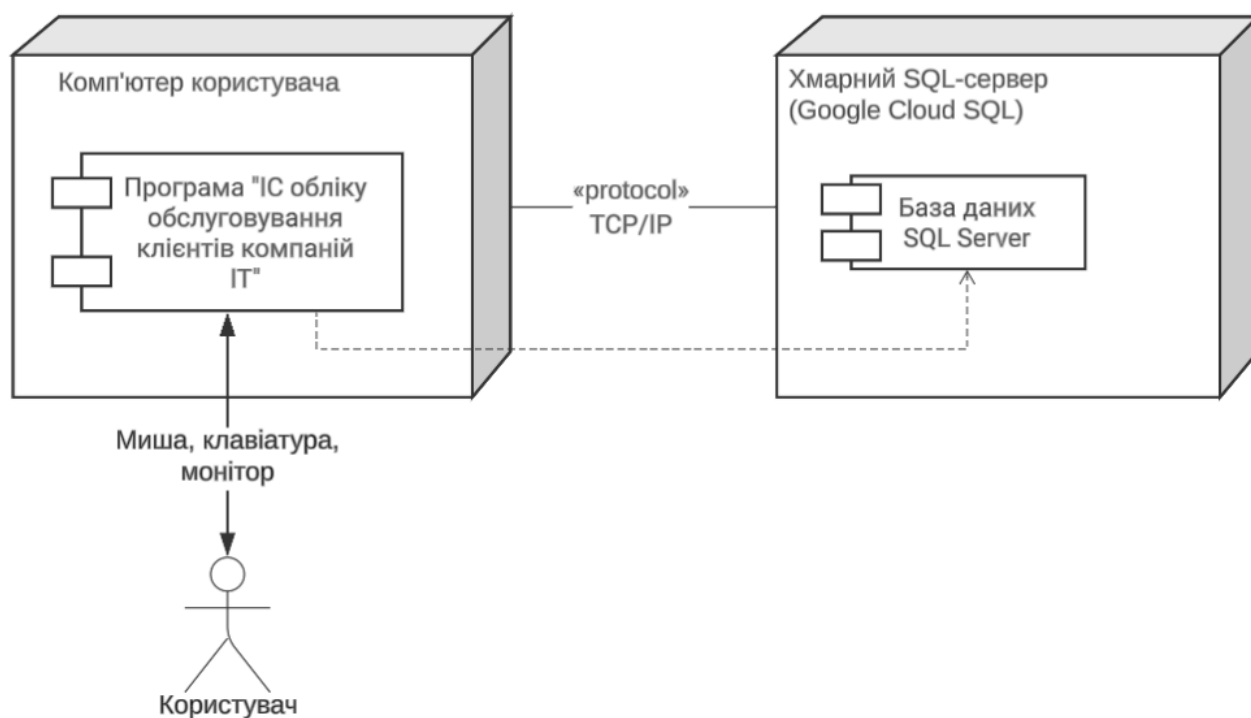 Комп'ютер користувача
Програма "ІС обліку
обслуговування
клієнтів компаній
ІТ"
«protocol»
TCP/IP
Хмарний SQL-сервер
(Google Cloud SQL)
База даних
SQL Server
Миша, клавіатура,
монітор
Користувач